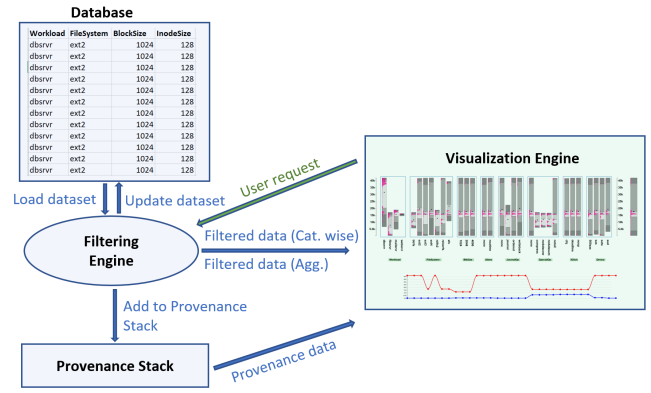 Database
Workload FileSystem BlockSize InodeSize
dbsrvr ext2 1024 128
dbsrvr ext2 1024 128
dbsrvr ext2 1024 128
dbsrvr ext2 1024 128
dbsrvr ext2 1024 128
dbsrvr ext2 1024 128
dbsrvr ext2 1024 128
dbsrvr ext2 1024 128
dbsrvr ext2 1024 128
dbsrvr ext2 1024 128
dbsrvr ext2 1024 128
dbsrvr ext2 1024 128
Load dataset
Update dataset
User request
Visualization Engine
Filtering
Engine
Filtered data (Cat. wise)
Filtered data (Agg.)
Add to Provenance
Stack
Provenance Stack
Provenance data